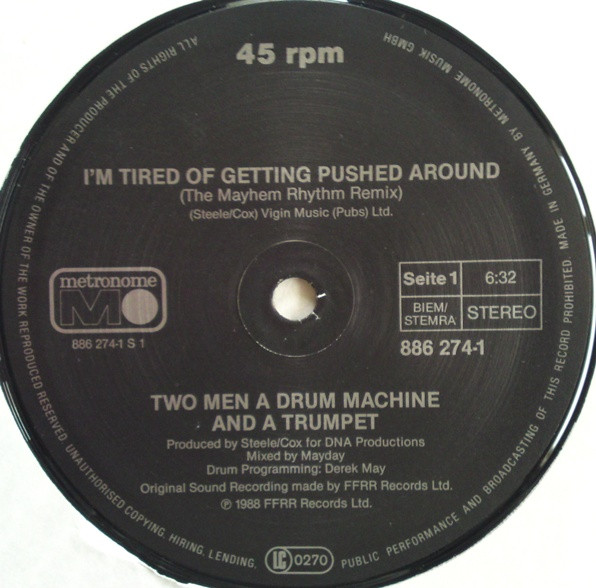 45 rpm
I'M TIRED OF GETTING PUSHED AROUND
(The Mayhem Rhythm Remix)
(Steele/Cox) Vigin Music (Pubs) Ltd.
metronome
M
886 274-1 S 1
Seite 1
6:32
BIEM/
STEMRA
STEREO
886 274-1
TWO MEN A DRUM MACHINE
AND A TRUMPET
Produced by Steele/Cox for DNA Productions
Mixed by Mayday
Drum Programming: Derek May
Original Sound Recording made by FFRR Records Ltd.
℗ 1988 FFRR Records Ltd.
LC 0270
ALL RIGHTS OF THE PRODUCER AND OF THE OWNER OF THE WORK REPRODUCED RESERVED. UNAUTHORISED COPYING, HIRING, LENDING, PUBLIC PERFORMANCE AND BROADCASTING OF THIS RECORD PROHIBITED. MADE IN GERMANY BY METRONOME MUSIK GMBH